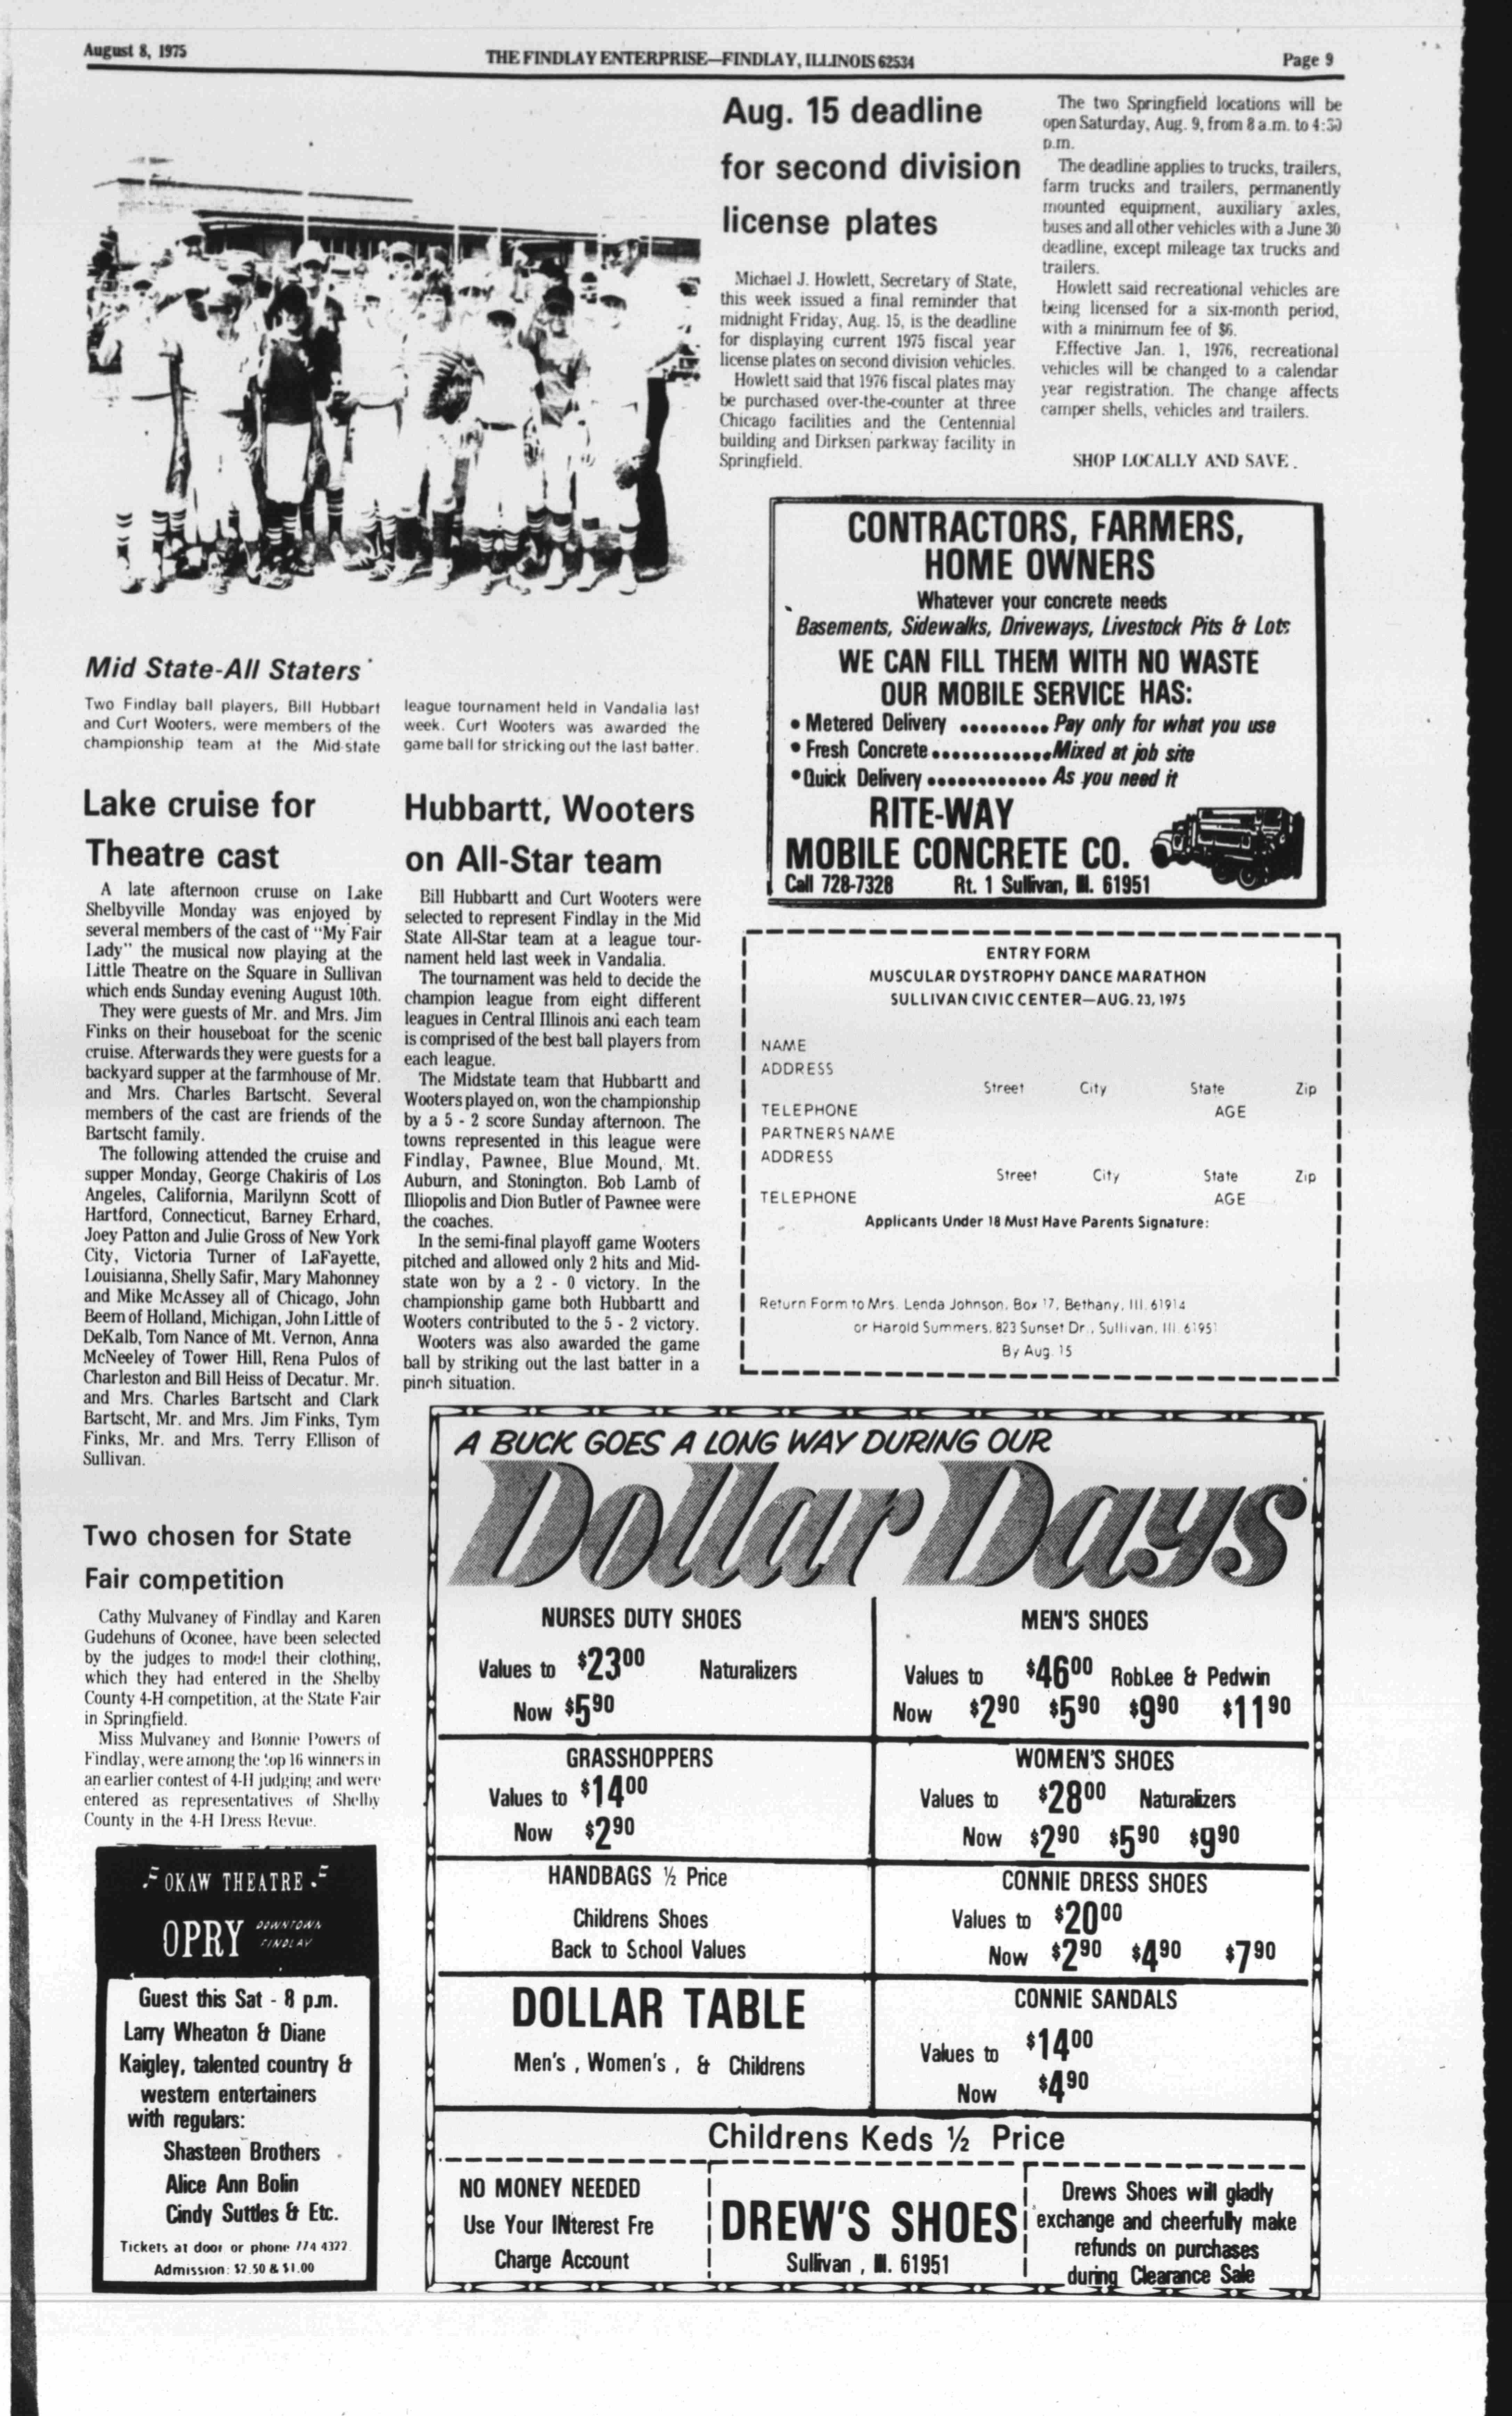 August 8, 1975
THE FINDLAY ENTERPRISE—FINDLAY, ILLINOIS 62534
Page 9
Mid State-All Staters
Two Findlay ball players, Bill Hubbart
and Curt Wooters, were members of the
championship team at the Mid-state
league tournament held in Vandalia last
week. Curt Wooters was awarded the
game ball for stricking out the last batter.
Lake cruise for
Theatre cast
A late afternoon cruise on Lake
Shelbyville Monday was enjoyed by
several members of the cast of "My Fair
Lady" the musical now playing at the
Little Theatre on the Square in Sullivan
which ends Sunday evening August 10th.
They were guests of Mr. and Mrs. Jim
Finks on their houseboat for the scenic
cruise. Afterwards they were guests for a
backyard supper at the farmhouse of Mr.
and Mrs. Charles Bartscht. Several
members of the cast are friends of the
Bartscht family.
The following attended the cruise and
supper Monday, George Chakiris of Los
Angeles, California, Marilynn Scott of
Hartford, Connecticut, Barney Erhard,
Joey Patton and Julie Gross of New York
City, Victoria Turner of LaFayette,
Louisianna, Shelly Safir, Mary Mahonney
and Mike McAssey all of Chicago, John
Beem of Holland, Michigan, John Little of
DeKalb, Tom Nance of Mt. Vernon, Anna
McNeeley of Tower Hill, Rena Pulos of
Charleston and Bill Heiss of Decatur. Mr.
and Mrs. Charles Bartscht and Clark
Bartscht, Mr. and Mrs. Jim Finks, Tym
Finks, Mr. and Mrs. Terry Ellison of
Sullivan.
Two chosen for State
Fair competition
Cathy Mulvaney of Findlay and Karen
Gudehuns of Oconee, have been selected
by the judges to model their clothing,
which they had entered in the Shelby
County 4-H competition, at the State Fair
in Springfield.
Miss Mulvaney and Bonnie Powers of
Findlay, were among the top 16 winners in
an earlier contest of 4-H judging and were
entered as representatives of Shelby
County in the 4-H Dress Revue.
OKAW THEATRE
OPRY DOWNTOWN
FINDLAY
Guest this Sat - 8 p.m.
Larry Wheaton & Diane
Kaigley, talented country &
western entertainers
with regulars:
Shasteen Brothers
Alice Ann Bolin
Cindy Suttles & Etc.
Tickets at door or phone 774 4322
Admission: $2.50 & $1.00
Hubbartt, Wooters
on All-Star team
Bill Hubbartt and Curt Wooters were
selected to represent Findlay in the Mid
State All-Star team at a league tour-
nament held last week in Vandalia.
The tournament was held to decide the
champion league from eight different
leagues in Central Illinois and each team
is comprised of the best ball players from
each league.
The Midstate team that Hubbartt and
Wooters played on, won the championship
by a 5 - 2 score Sunday afternoon. The
towns represented in this league were
Findlay, Pawnee, Blue Mound, Mt.
Auburn, and Stonington. Bob Lamb of
Illiopolis and Dion Butler of Pawnee were
the coaches.
In the semi-final playoff game Wooters
pitched and allowed only 2 hits and Mid-
state won by a 2 - 0 victory. In the
championship game both Hubbartt and
Wooters contributed to the 5 - 2 victory.
Wooters was also awarded the game
ball by striking out the last batter in a
pinch situation.
Aug. 15 deadline
for second division
license plates
Michael J. Howlett, Secretary of State,
this week issued a final reminder that
midnight Friday, Aug. 15, is the deadline
for displaying current 1975 fiscal year
license plates on second division vehicles.
Howlett said that 1976 fiscal plates may
be purchased over-the-counter at three
Chicago facilities and the Centennial
building and Dirksen parkway facility in
Springfield.
The two Springfield locations will be
open Saturday, Aug. 9, from 8 a.m. to 4:30
p.m.
The deadline applies to trucks, trailers,
farm trucks and trailers, permanently
mounted equipment, auxiliary axles,
buses and all other vehicles with a June 30
deadline, except mileage tax trucks and
trailers.
Howlett said recreational vehicles are
being licensed for a six-month period,
with a minimum fee of $6.
Effective Jan. 1, 1976, recreational
vehicles will be changed to a calendar
year registration. The change affects
camper shells, vehicles and trailers.
SHOP LOCALLY AND SAVE.
CONTRACTORS, FARMERS,
HOME OWNERS
Whatever your concrete needs
Basements, Sidewalks, Driveways, Livestock Pits & Lots
WE CAN FILL THEM WITH NO WASTE
OUR MOBILE SERVICE HAS:
• Metered Delivery ......... Pay only for what you use
• Fresh Concrete............Mixed at job site
• Quick Delivery ............ As you need it
RITE-WAY
MOBILE CONCRETE CO.
Call 728-7328 Rt. 1 Sullivan, Ill. 61951
ENTRY FORM
MUSCULAR DYSTROPHY DANCE MARATHON
SULLIVAN CIVIC CENTER—AUG. 23, 1975
NAME
ADDRESS
Street City State Zip
TELEPHONE AGE
PARTNERS NAME
ADDRESS
Street City State Zip
TELEPHONE AGE
Applicants Under 18 Must Have Parents Signature:
Return Form to Mrs. Lenda Johnson, Box 17, Bethany, Ill. 61914
or Harold Summers, 823 Sunset Dr., Sullivan, Ill. 61951
By Aug. 15
A BUCK GOES A LONG WAY DURING OUR
Dollar Days
NURSES DUTY SHOES
Values to $23.00 Naturalizers
Now $5.90
MEN'S SHOES
Values to $46.00 RobLee & Pedwin
Now $2.90 $5.90 $9.90 $11.90
GRASSHOPPERS
Values to $14.00
Now $2.90
WOMEN'S SHOES
Values to $28.00 Naturalizers
Now $2.90 $5.90 $9.90
HANDBAGS ½ Price
Childrens Shoes
Back to School Values
CONNIE DRESS SHOES
Values to $20.00
Now $2.90 $4.90 $7.90
DOLLAR TABLE
Men's , Women's , & Childrens
CONNIE SANDALS
Values to $14.00
Now $4.90
Childrens Keds ½ Price
NO MONEY NEEDED
Use Your INterest Fre
Charge Account
DREW'S SHOES
Sullivan , Ill. 61951
Drews Shoes will gladly
exchange and cheerfully make
refunds on purchases
during Clearance Sale